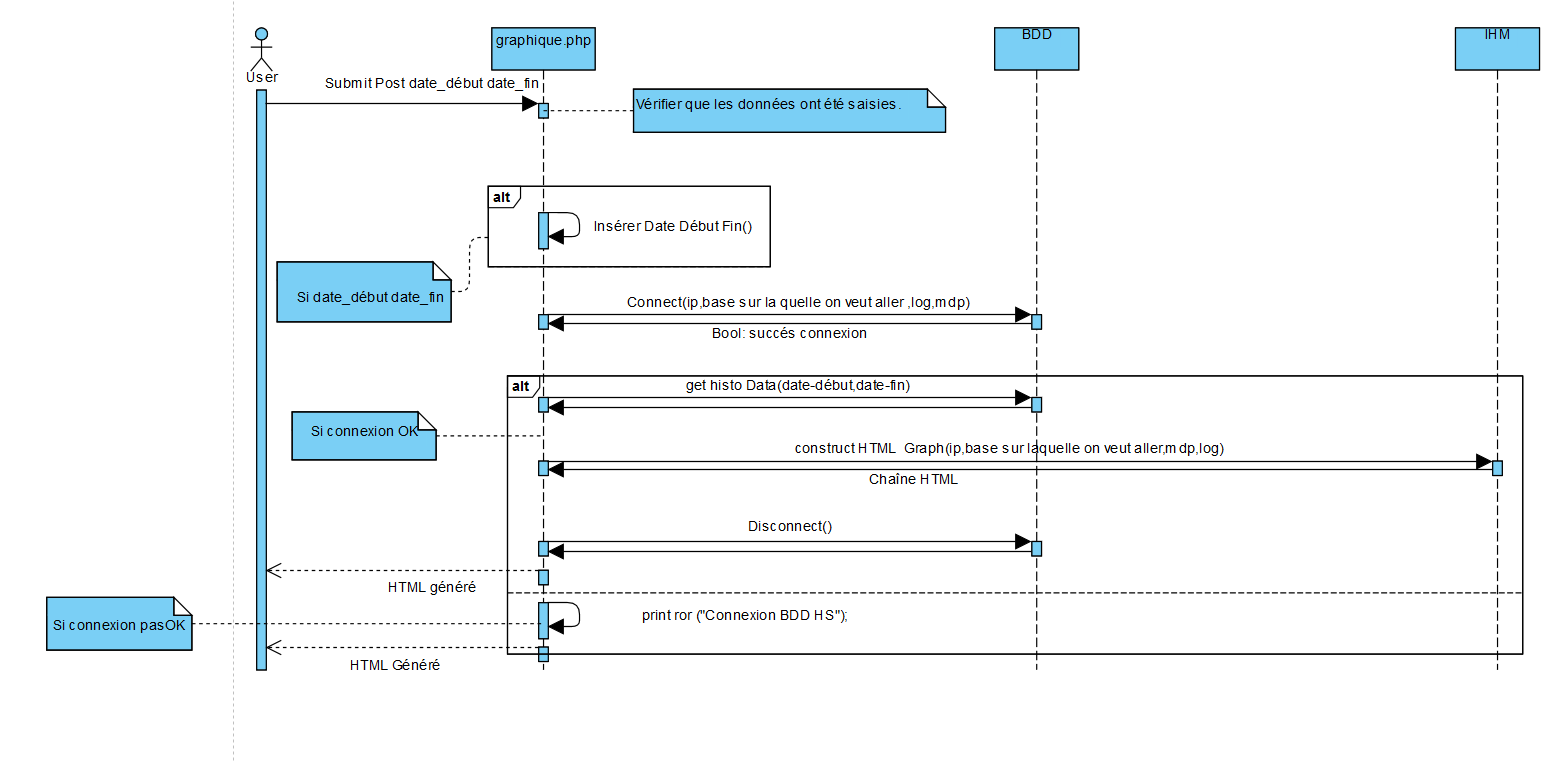 graphique.php
BDD
IHM
User
Submit Post date_début date_fin
Vérifier que les données ont été saisies.
alt
Insérer Date Début Fin()
Si date_début date_fin
Connect(ip,base sur la quelle on veut aller ,log,mdp)
Bool: succés connexion
alt
get histo Data(date-début,date-fin)
Si connexion OK
construct HTML Graph(ip,base sur laquelle on veut aller,mdp,log)
Chaîne HTML
Disconnect()
HTML généré
print ror ("Connexion BDD HS");
Si connexion pasOK
HTML Généré